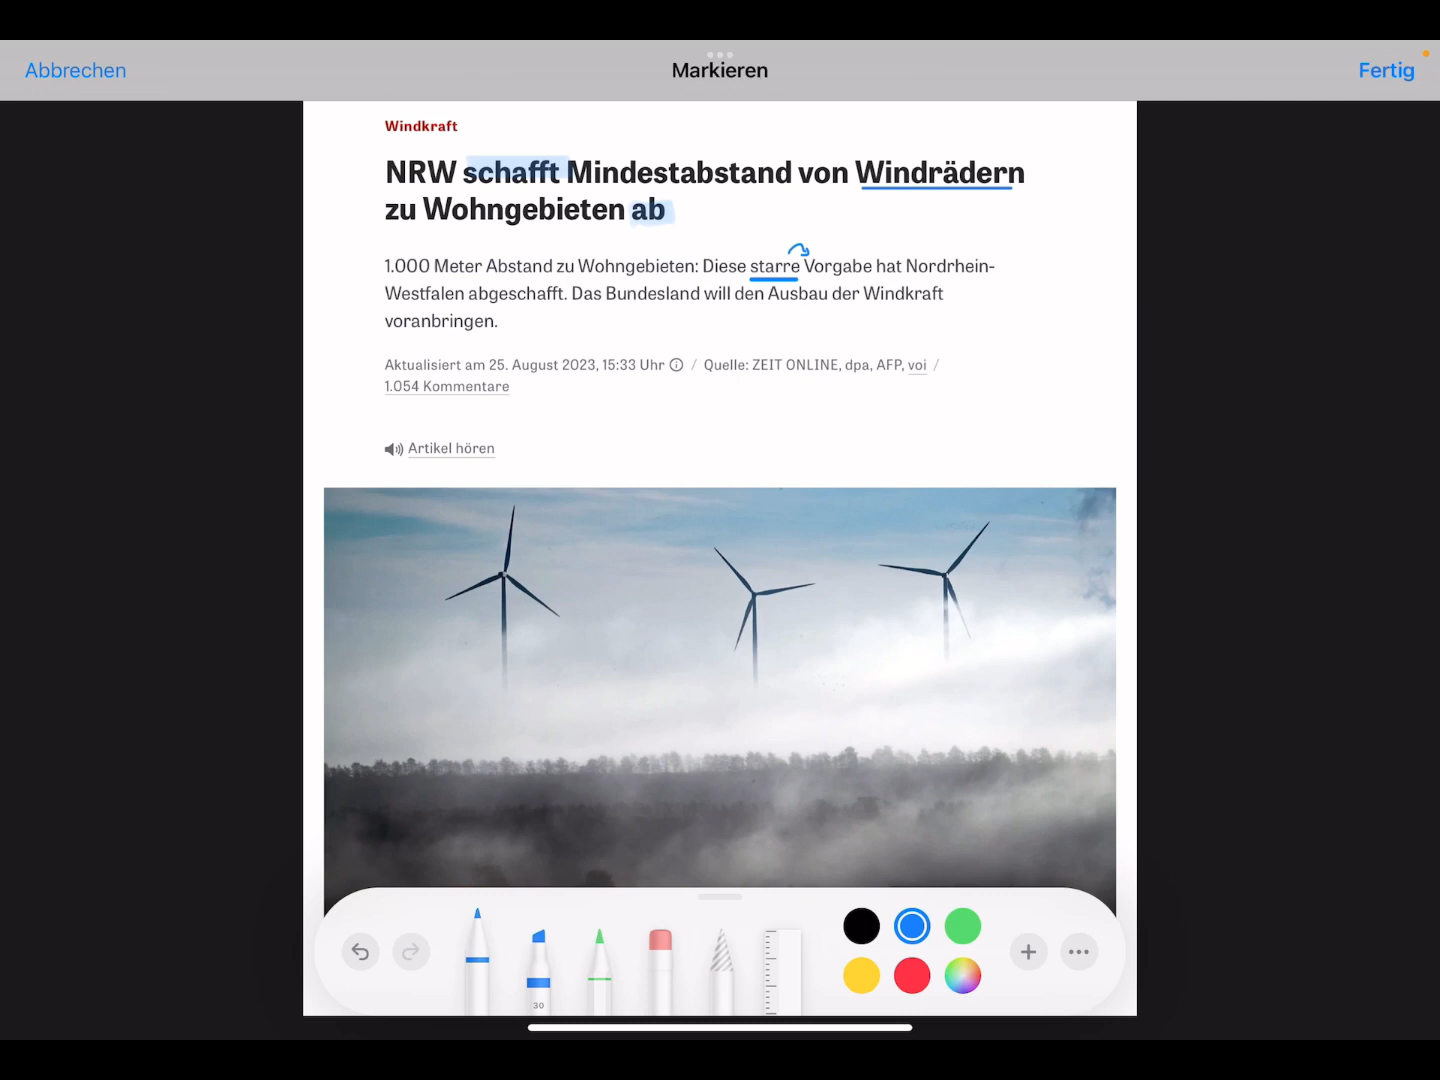 Abbrechen
Markieren
Fertig
Windkraft
NRW schafft Mindestabstand von Windrädern
zu Wohngebieten ab
1.000 Meter Abstand zu Wohngebieten: Diese starre Vorgabe hat Nordrhein-
Westfalen abgeschafft. Das Bundesland will den Ausbau der Windkraft
voranbringen.
Aktualisiert am 25. August 2023, 15:33 Uhr / Quelle: ZEIT ONLINE, dpa, AFP, voi /
1.054 Kommentare
Artikel hören
30